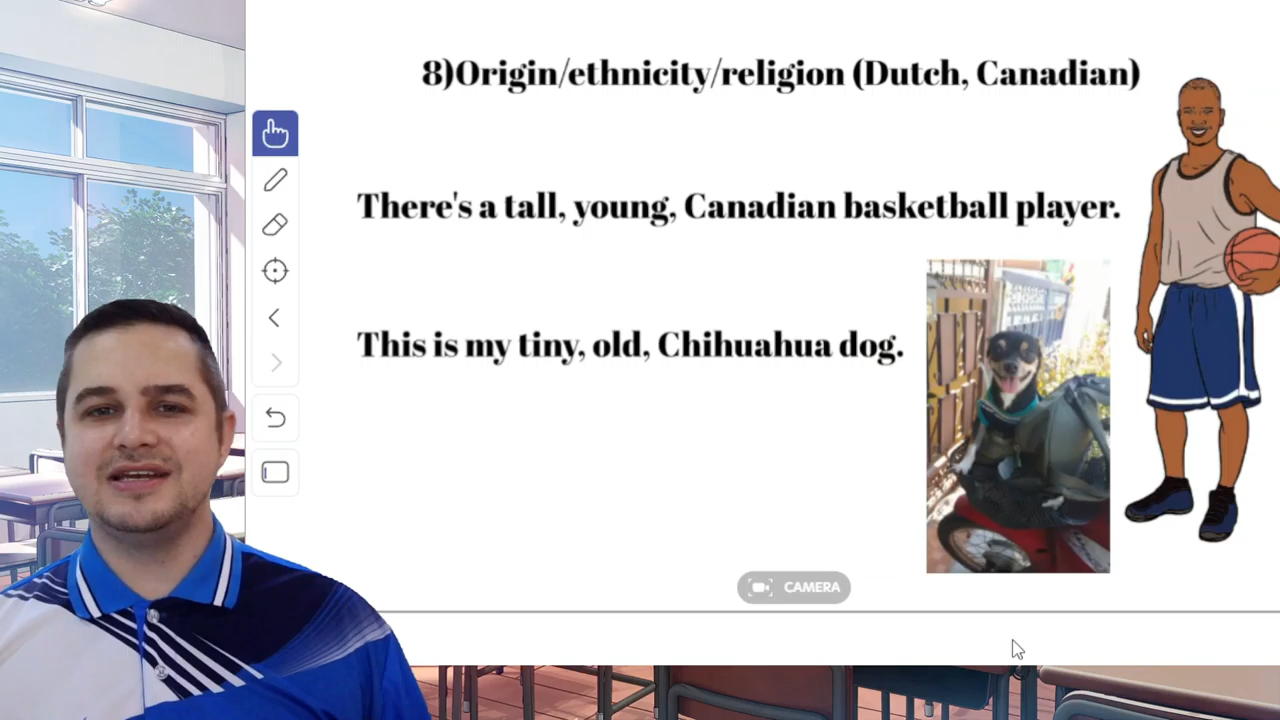 8)Origin/ethnicity/religion (Dutch, Canadian)
There's a tall, young, Canadian basketball player.
This is my tiny, old, Chihuahua dog.
CAMERA